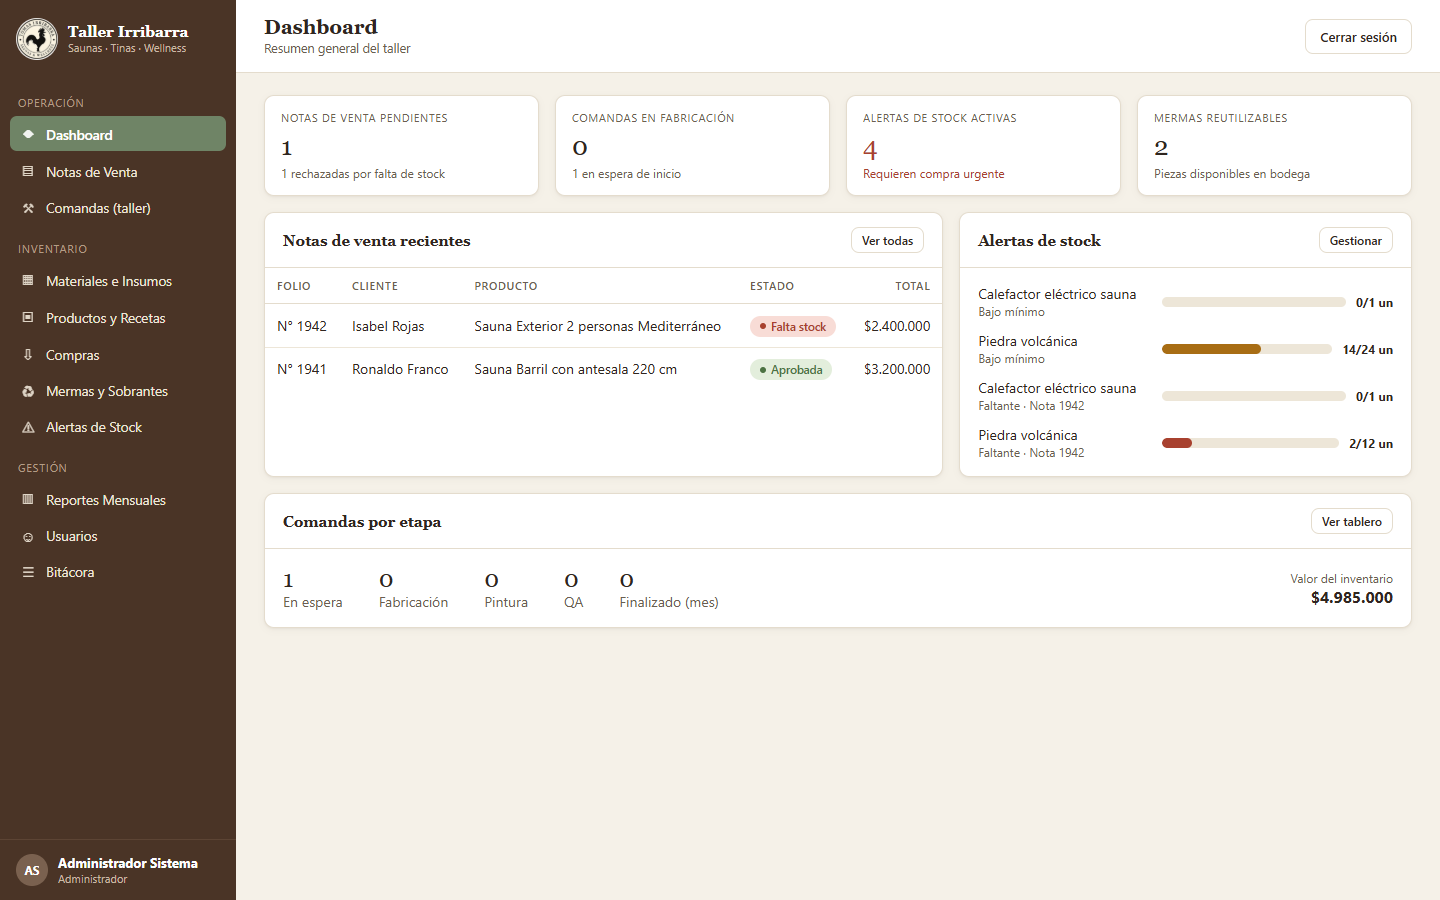 Taller Irribarra
Saunas · Tinas · Wellness
OPERACIÓN
Dashboard
Notas de Venta
Comandas (taller)
INVENTARIO
Materiales e Insumos
Productos y Recetas
Compras
Mermas y Sobrantes
Alertas de Stock
GESTIÓN
Reportes Mensuales
Usuarios
Bitácora
AS
Administrador Sistema
Administrador
Dashboard
Resumen general del taller
Cerrar sesión
NOTAS DE VENTA PENDIENTES
1
1 rechazadas por falta de stock
COMANDAS EN FABRICACIÓN
0
1 en espera de inicio
ALERTAS DE STOCK ACTIVAS
4
Requieren compra urgente
MERMAS REUTILIZABLES
2
Piezas disponibles en bodega
Notas de venta recientes
Ver todas
FOLIO CLIENTE PRODUCTO ESTADO TOTAL
N° 1942 Isabel Rojas Sauna Exterior 2 personas Mediterráneo Falta stock $2.400.000
N° 1941 Ronaldo Franco Sauna Barril con antesala 220 cm Aprobada $3.200.000
Alertas de stock
Gestionar
Calefactor eléctrico sauna
Bajo mínimo
0/1 un
Piedra volcánica
Bajo mínimo
14/24 un
Calefactor eléctrico sauna
Faltante · Nota 1942
0/1 un
Piedra volcánica
Faltante · Nota 1942
2/12 un
Comandas por etapa
Ver tablero
1
En espera
0
Fabricación
0
Pintura
0
QA
0
Finalizado (mes)
Valor del inventario
$4.985.000